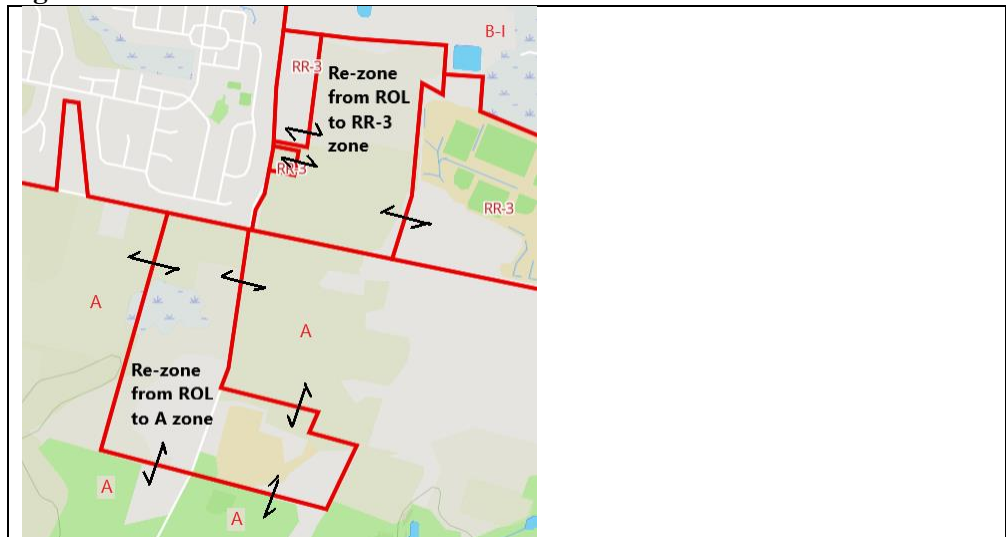 B-I
RR-3
Re-zone
from ROL
to RR-3
zone
RR-3
RR-3
A
A
Re-zone
from ROL
to A zone
A
A